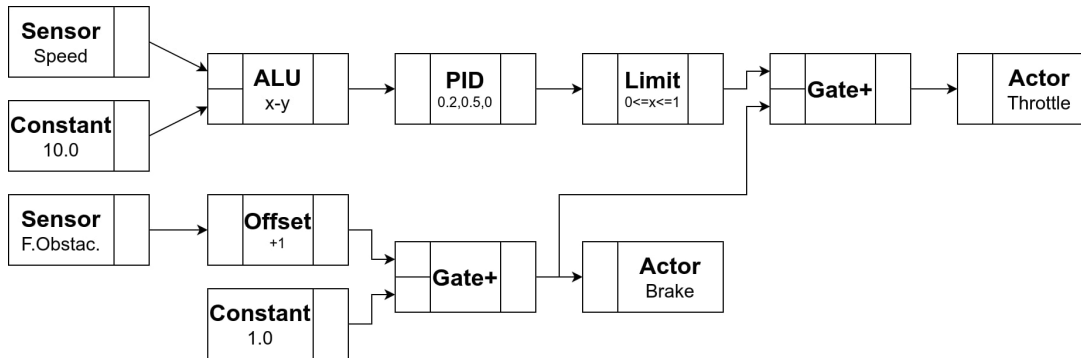 Sensor
Speed
ALU
x-y
PID
0.2,0.5,0
Limit
0<=x<=1
Gate+
Actor
Throttle
Constant
10.0
Sensor
F.Obstac.
Offset
+1
Gate+
Actor
Brake
Constant
1.0